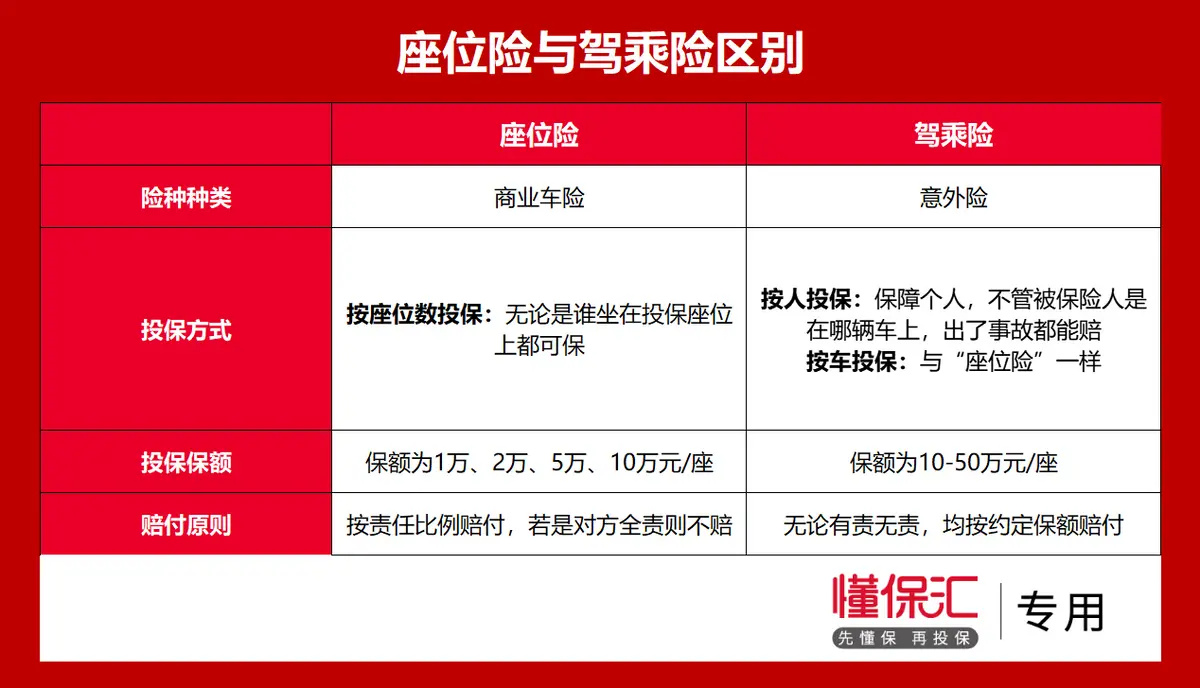 座位险与驾乘险区别
座位险
驾乘险
险种种类
商业车险
意外险
投保方式
按座位数投保：无论是谁坐在投保座位
上都可保
按人投保：保障个人，不管被保险人是
在哪辆车上，出了事故都能赔
按车投保：与“座位险”一样
投保保额
保额为1万、2万、5万、10万元/座
保额为10-50万元/座
赔付原则
按责任比例赔付，若是对方全责则不赔
无论有责无责，均按约定保额赔付
懂保汇
先懂保 再投保
专用